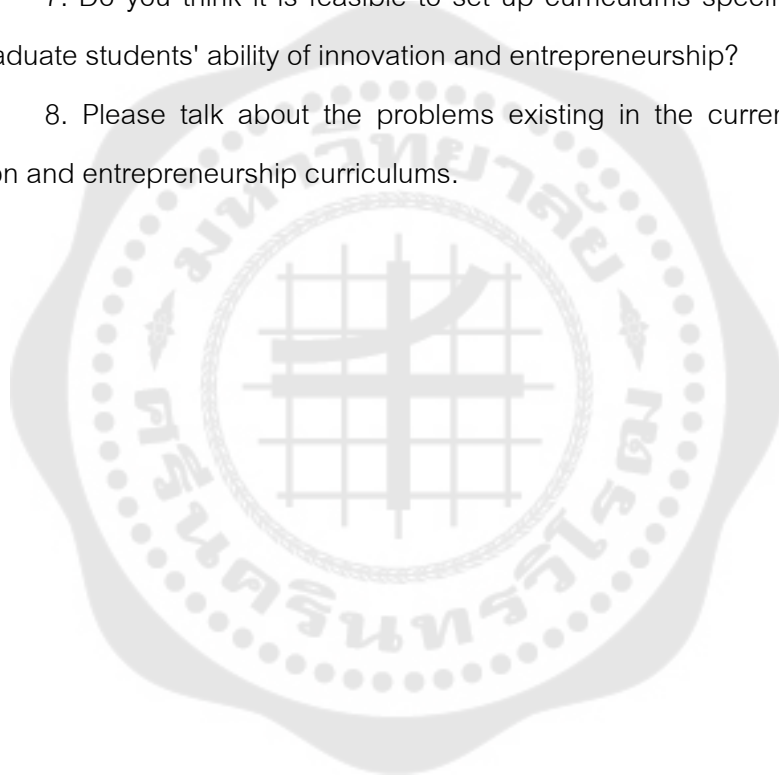 7. Do you think it is feasible to set up curriculums specifi
aduate students' ability of innovation and entrepreneurship?
8. Please talk about the problems existing in the curren
on and entrepreneurship curriculums.
มหาวิทยาลัย
ศรีนครินทรวิโรฒ